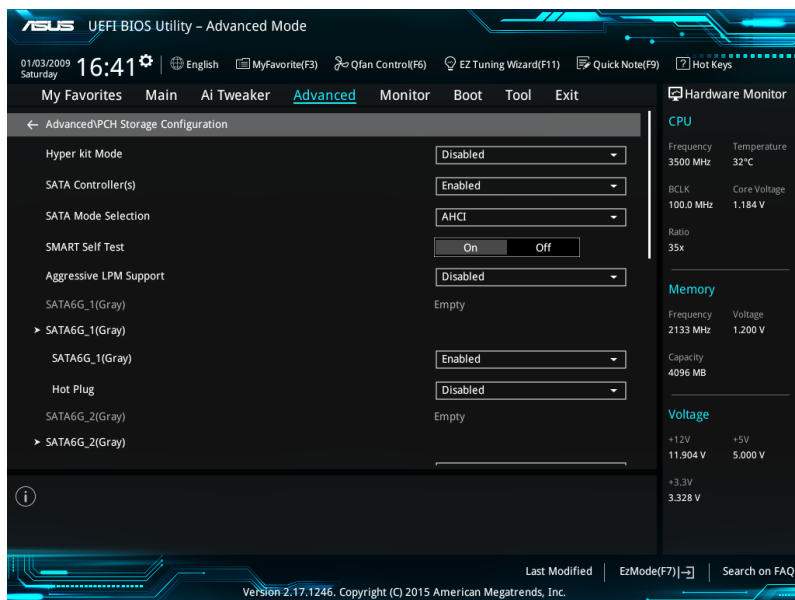 ASUS UEFI BIOS Utility – Advanced Mode
01/03/2009 Saturday 16:41 English MyFavorite(F3) Qfan Control(F6) EZ Tuning Wizard(F11) Quick Note(F9) ? Hot Keys
My Favorites Main Ai Tweaker Advanced Monitor Boot Tool Exit
← Advanced\PCH Storage Configuration
Hyper kit Mode Disabled
SATA Controller(s) Enabled
SATA Mode Selection AHCI
SMART Self Test On Off
Aggressive LPM Support Disabled
SATA6G_1(Gray) Empty
➤ SATA6G_1(Gray)
SATA6G_1(Gray) Enabled
Hot Plug Disabled
SATA6G_2(Gray) Empty
➤ SATA6G_2(Gray)
Hardware Monitor
CPU
Frequency Temperature
3500 MHz 32°C
BCLK Core Voltage
100.0 MHz 1.184 V
Ratio
35x
Memory
Frequency Voltage
2133 MHz 1.200 V
Capacity
4096 MB
Voltage
+12V +5V
11.904 V 5.000 V
+3.3V
3.328 V
i
Last Modified EzMode(F7) Search on FAQ
Version 2.17.1246. Copyright (C) 2015 American Megatrends, Inc.